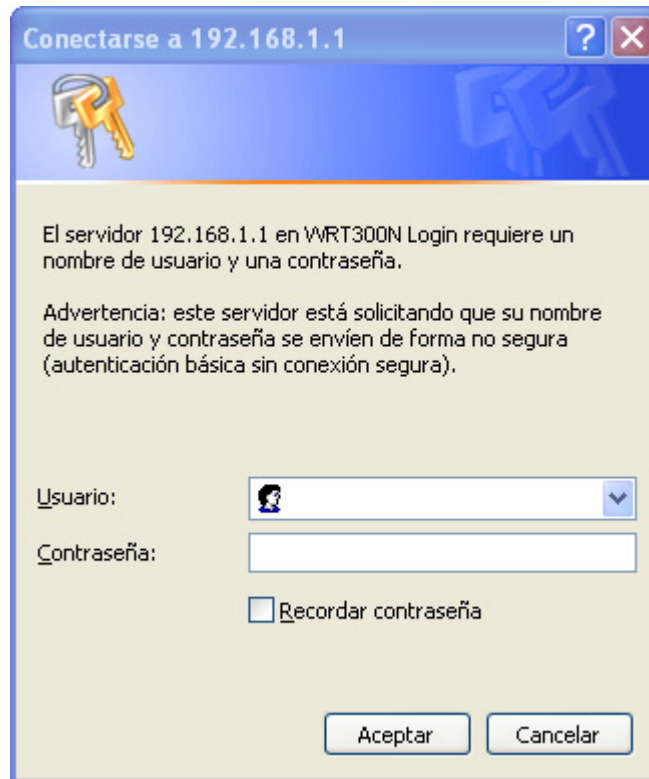 Conectarse a 192.168.1.1
El servidor 192.168.1.1 en WRT300N Login requiere un
nombre de usuario y una contraseña.
Advertencia: este servidor está solicitando que su nombre
de usuario y contraseña se envíen de forma no segura
(autenticación básica sin conexión segura).
Usuario:
Contraseña:
Recordar contraseña
Aceptar Cancelar